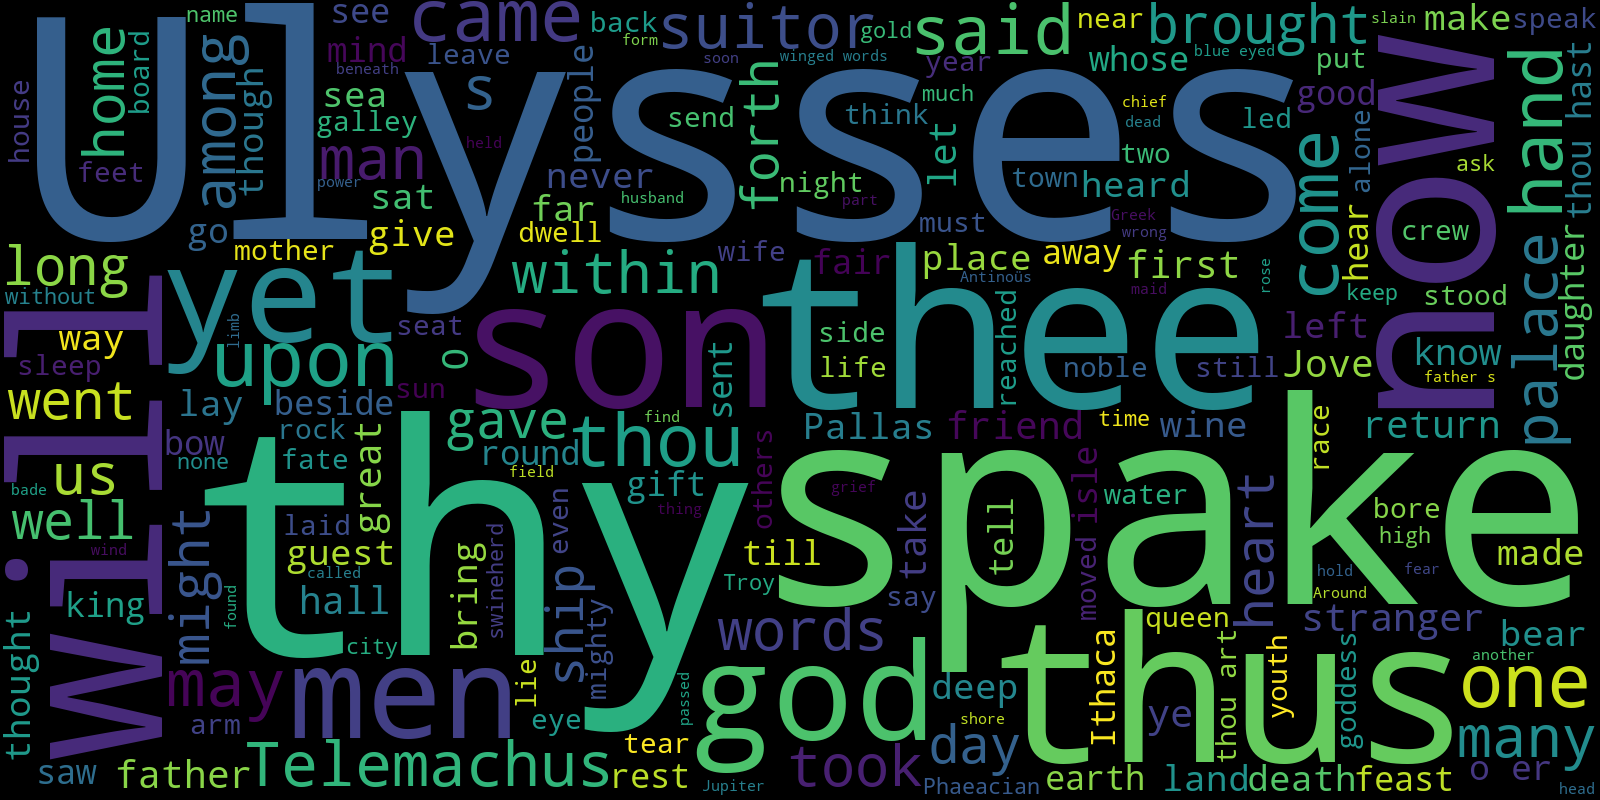 Ulysses
name
see
came
back
form
suitor
gold
said
near
brought
slain
make
speak
home
board
among
though
mind
leave
beneath
soon
winged words
blue eyed
year
whose
put
house
sea
s
people
send
forth
think
much
chief
dead
led
good
now
hand
thou hast
galley
held
man
power
feet
never
husband
let
two
town
heard
come
alone
ask
sat
far
night
part
Greek
wrong
must
go
give
dwell
mother
hear
crew
long
yet
within
wife
fair
place
Antinoüs
away
first
maid
rose
keep
stood
palace
daughter
without
way
limb
seat
son
thee
side
reached
left
know
sleep
upon
O
sun
sent
life
noble
still
Jove
father s
went
lay
beside
gave
find
Pallas
friend
time
wine
race
return
will
bow
rock
great
round
thou
none
fate
field
gift
others
grief
us
bade
thy
spake
moved
isle
water
heart
bore
high
well
might
laid
guest
even
thing
till
take
tell
made
wind
called
swineherd
Troy
hold
fear
king
found
hall
bring
ship
mighty
say
Around
words
queen
stranger
bear
thought
city
men
may
lie
god
deep
thus
Ithaca
ye
thou art
youth
goddess
another
one
arm
eye
passed
shore
day
many
saw
father
Telemachus
tear
rest
Jupiter
took
Phaeacian
earth
land
death
feast
o er
head